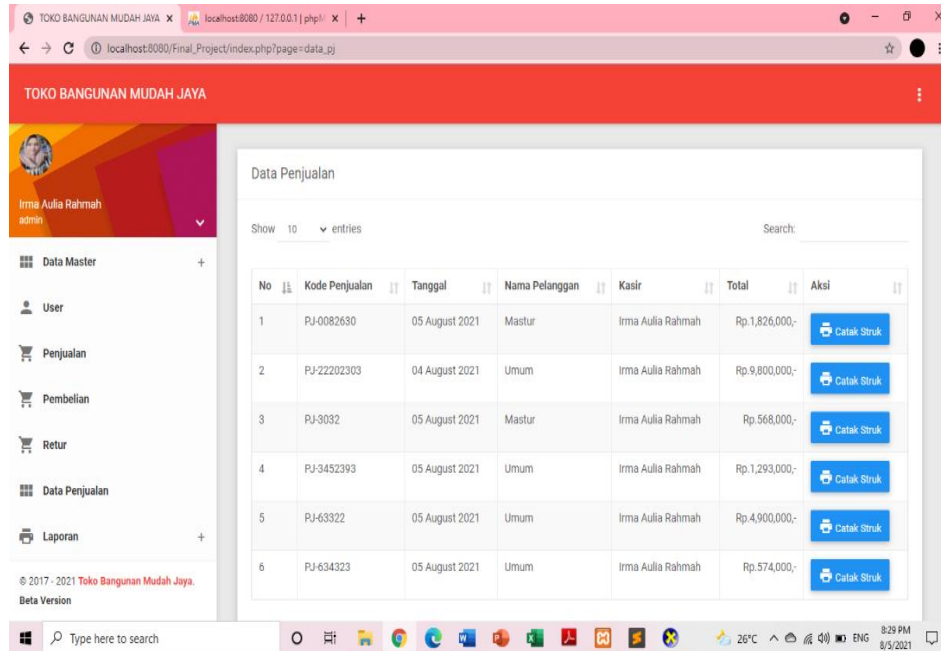 TOKO BANGUNAN MUDAH JAYA
localhost:8080 / 127.0.0.1 | phpM
localhost:8080/Final_Project/index.php?page=data_pj
TOKO BANGUNAN MUDAH JAYA
Irma Aulia Rahmah
admin
Data Master +
User
Penjualan
Pembelian
Retur
Data Penjualan
Laporan +
© 2017 - 2021 Toko Bangunan Mudah Jaya.
Beta Version
Data Penjualan
Show 10 entries Search:
No Kode Penjualan Tanggal Nama Pelanggan Kasir Total Aksi
1 PJ-0082630 05 August 2021 Mastur Irma Aulia Rahmah Rp.1,826,000,- Catak Struk
2 PJ-22202303 04 August 2021 Umum Irma Aulia Rahmah Rp.9,800,000,- Catak Struk
3 PJ-3032 05 August 2021 Mastur Irma Aulia Rahmah Rp.568,000,- Catak Struk
4 PJ-3452393 05 August 2021 Umum Irma Aulia Rahmah Rp.1,293,000,- Catak Struk
5 PJ-63322 05 August 2021 Umum Irma Aulia Rahmah Rp.4,900,000,- Catak Struk
6 PJ-634323 05 August 2021 Umum Irma Aulia Rahmah Rp.574,000,- Catak Struk
Type here to search
26°C ENG 8:29 PM
8/5/2021